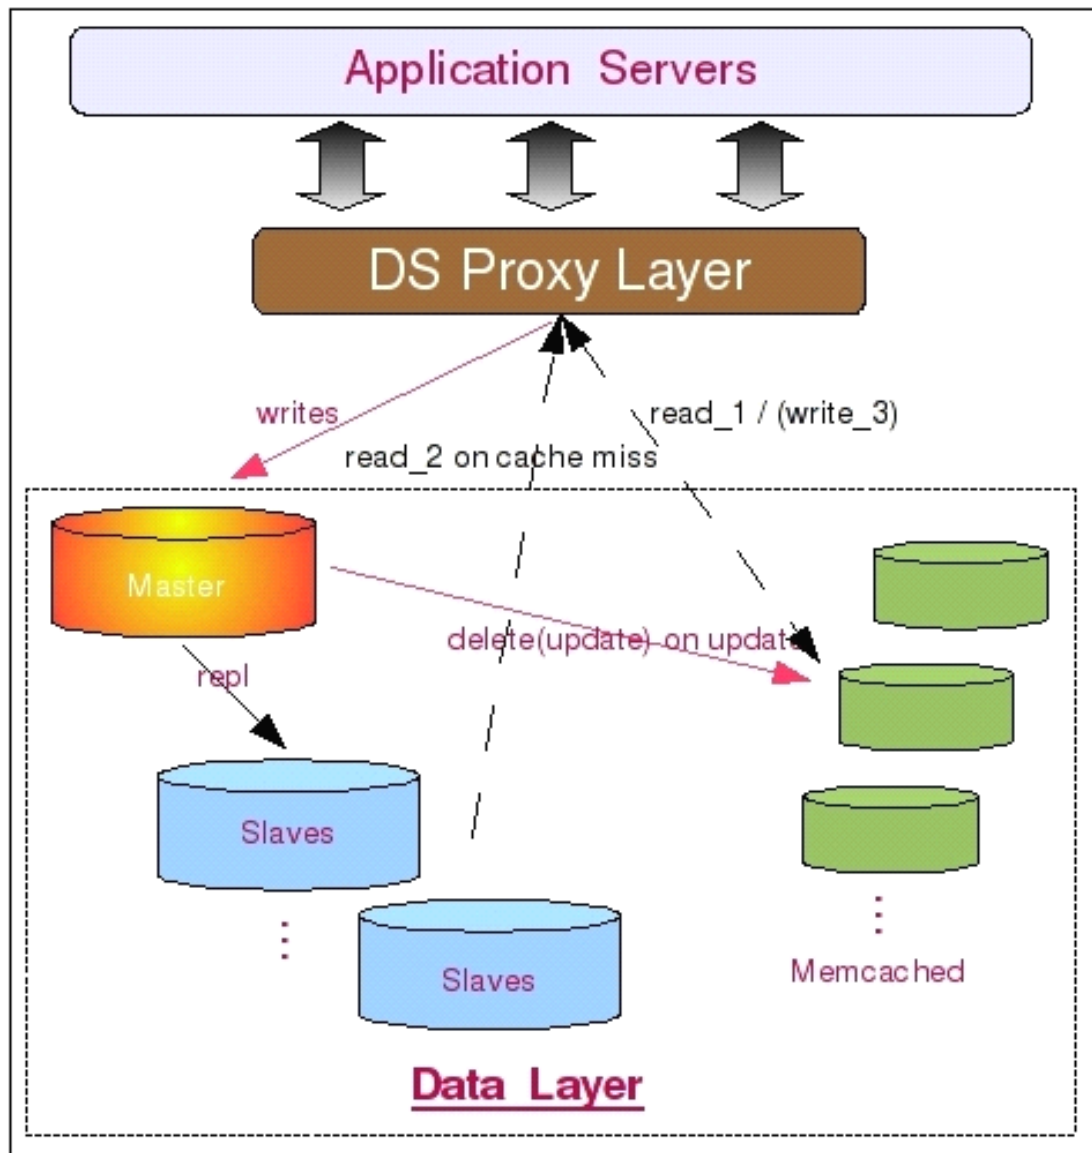 Application Servers
DS Proxy Layer
writes
read_1 / (write_3)
read_2 on cache miss
Master
delete(update) on update
repl
Slaves
Slaves
Memcached
Data Layer